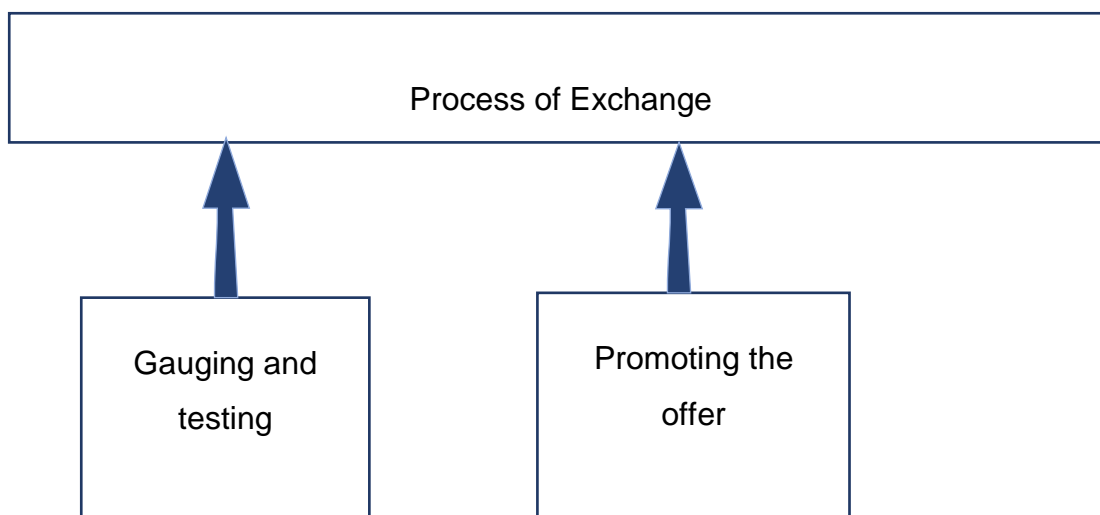 Process of Exchange
Gauging and
testing
Promoting the
offer